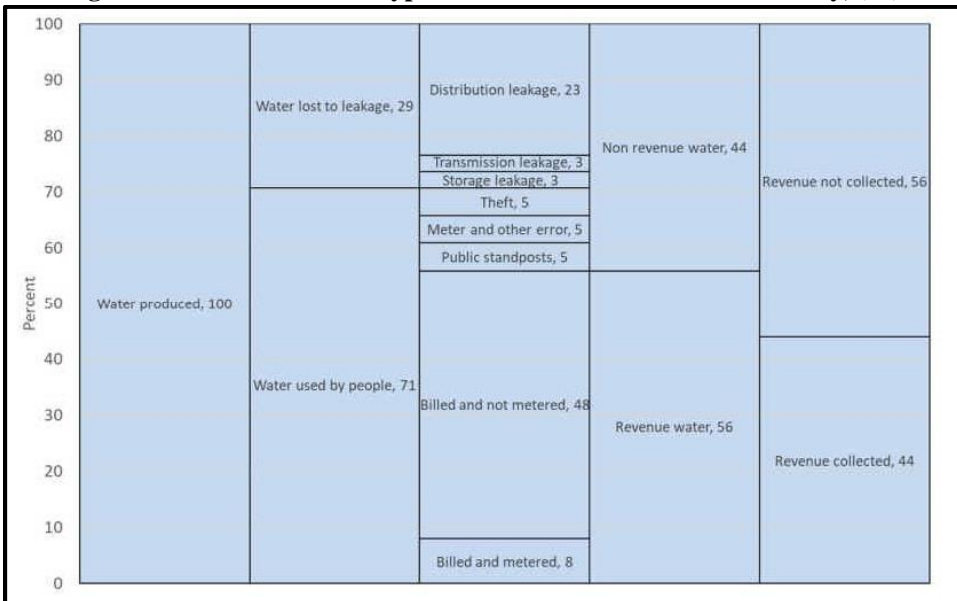 100
90
80
70
60
50
40
30
20
10
0
Percent
Water produced, 100
Water lost to leakage, 29
Water used by people, 71
Distribution leakage, 23
Transmission leakage, 3
Storage leakage, 3
Theft, 5
Meter and other error, 5
Public standposts, 5
Billed and not metered, 48
Billed and metered, 8
Non revenue water, 44
Revenue water, 56
Revenue not collected, 56
Revenue collected, 44